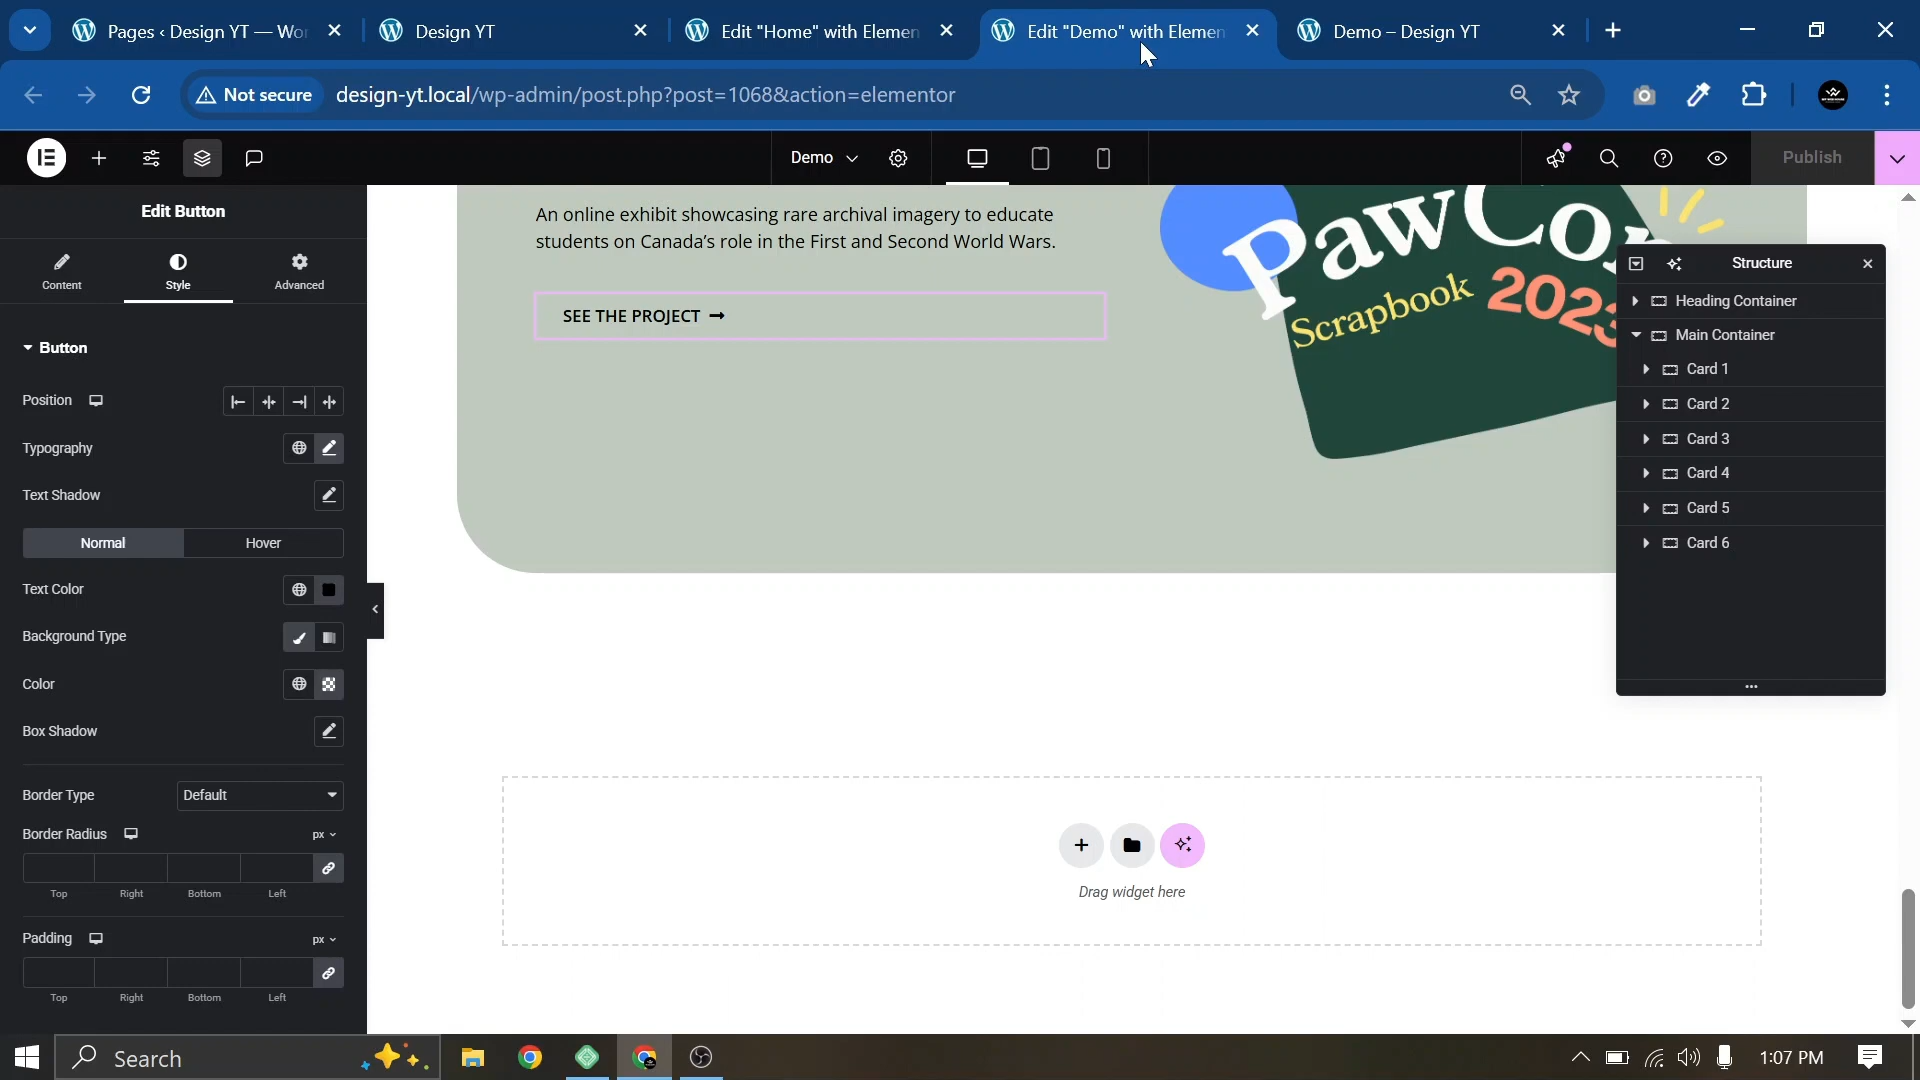 Pages ‹ Design YT — Wo
Design YT
Edit "Home" with Elemen
Edit "Demo" with Elemen
Demo – Design YT
Not secure
design-yt.local/wp-admin/post.php?post=1068&action=elementor
Demo
Publish
Edit Button
Content
Style
Advanced
Button
Position
Typography
Text Shadow
Normal
Hover
Text Color
Background Type
Color
Box Shadow
Border Type
Default
Border Radius
px
Top
Right
Bottom
Left
Padding
px
Top
Right
Bottom
Left
An online exhibit showcasing rare archival imagery to educate
students on Canada's role in the First and Second World Wars.
SEE THE PROJECT
PawCon
Scrapbook 2023
Structure
Heading Container
Main Container
Card 1
Card 2
Card 3
Card 4
Card 5
Card 6
Drag widget here
Search
1:07 PM